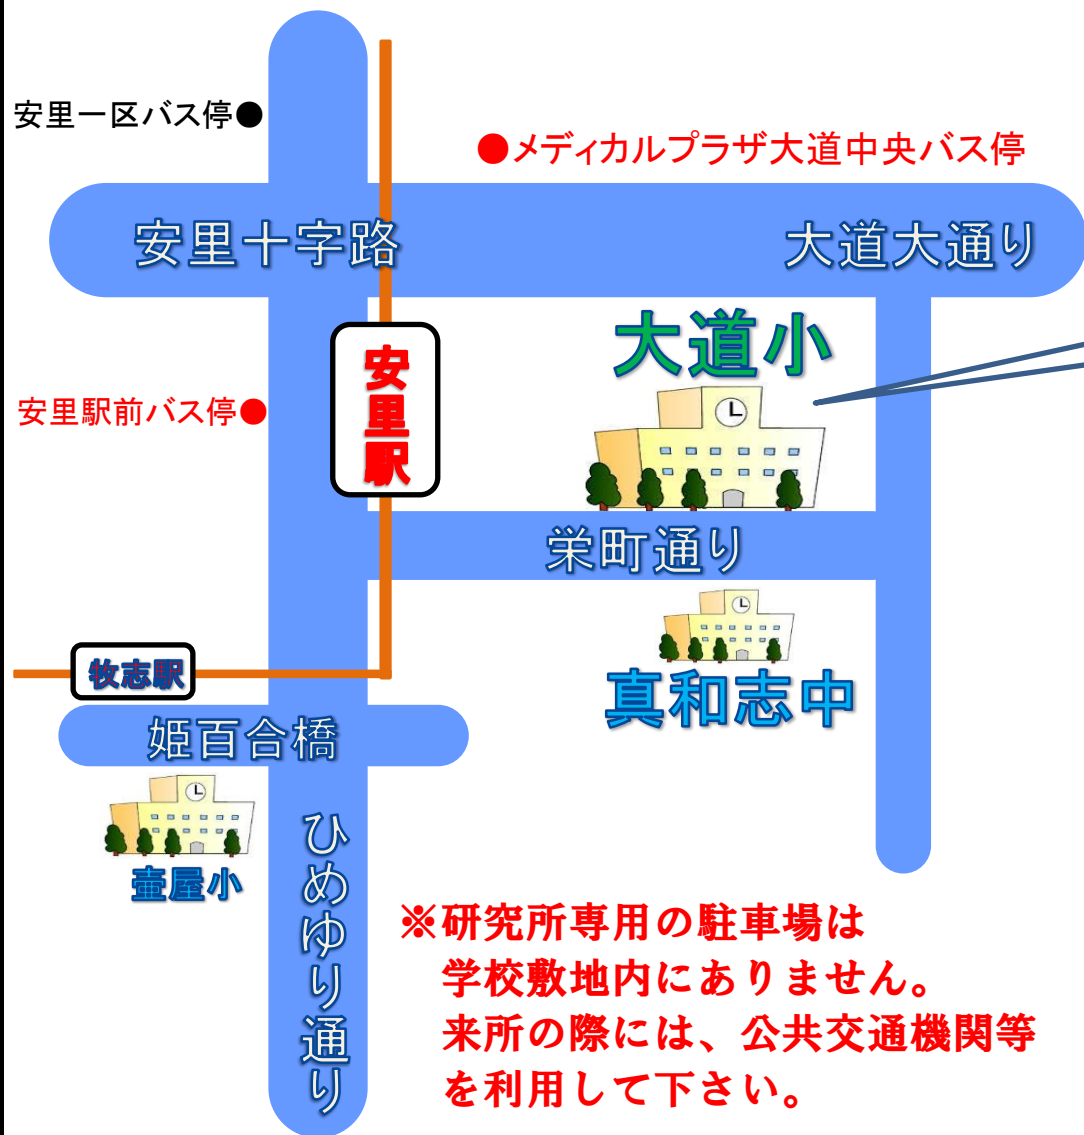 安里一区バス停●
●メディカルプラザ大道中央バス停
安里十字路
大道大通り
大道小
安里駅
安里駅前バス停●
栄町通り
牧志駅
真和志中
姫百合橋
壺屋小
ひめゆり通り
※研究所専用の駐車場は
学校敷地内にありません。
来所の際には、公共交通機関等
を利用して下さい。